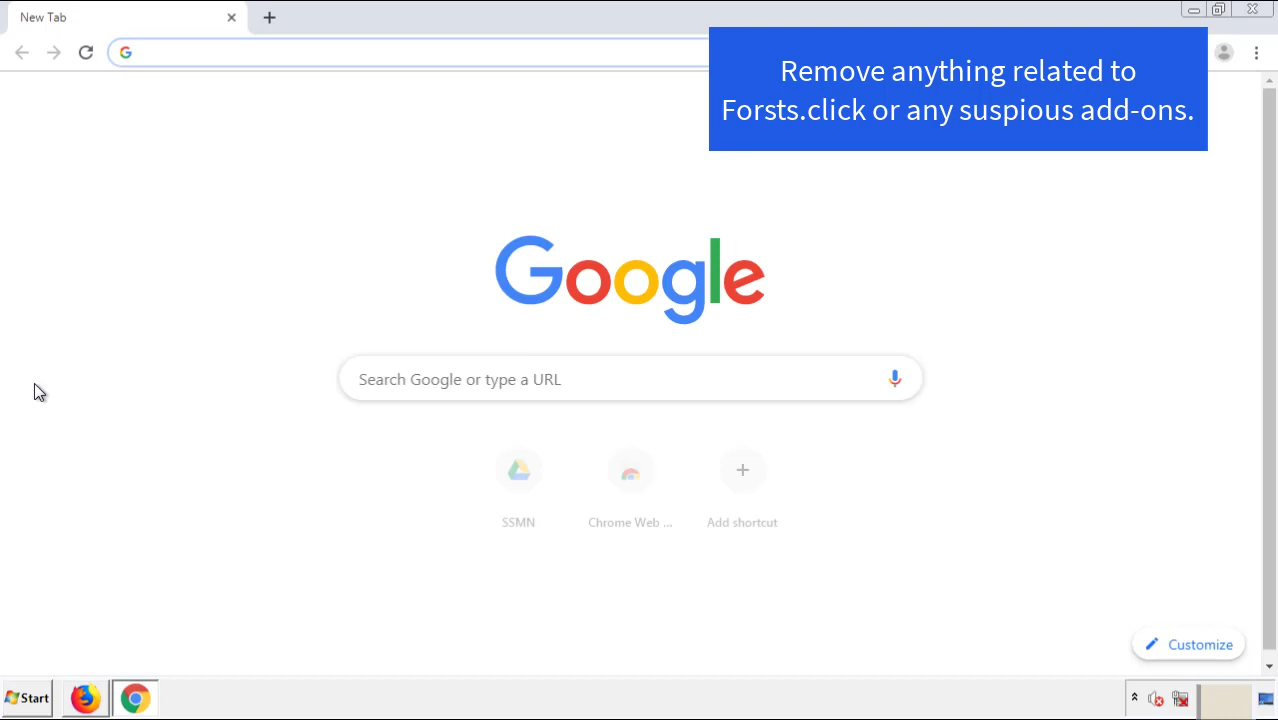 New Tab
Remove anything related to
Forsts.click or any suspious add-ons.
Google
Search Google or type a URL
SSMN
Chrome Web ...
Add shortcut
Customize
Start